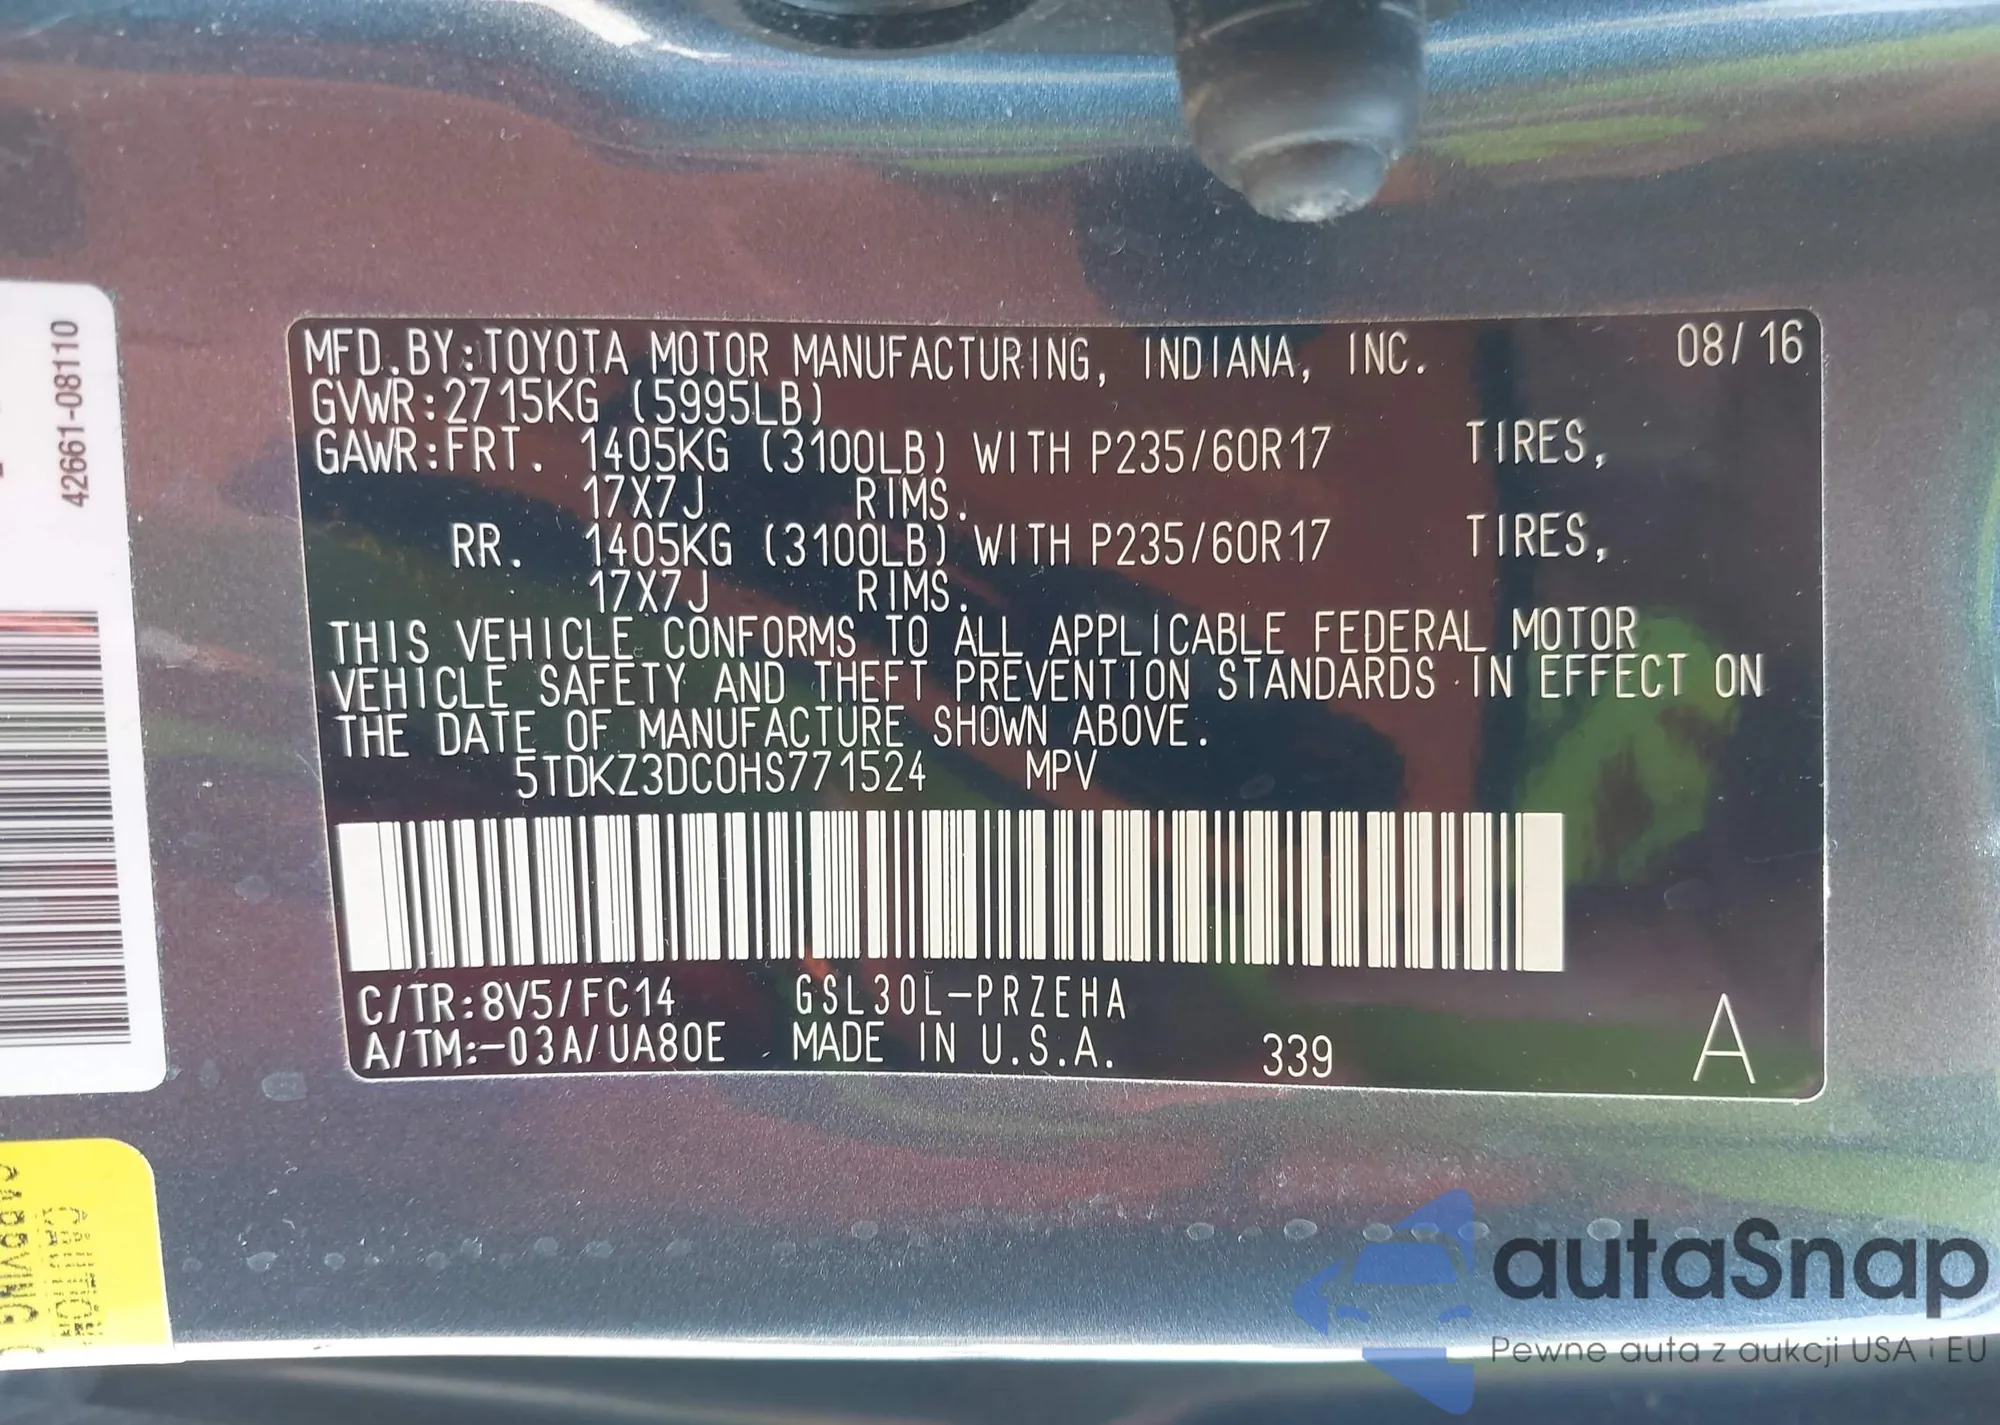 MFD.BY:TOYOTA MOTOR MANUFACTURING, INDIANA, INC. 08/16
GVWR:2715KG (5995LB)
GAWR:FRT. 1405KG (3100LB) WITH P235/60R17 TIRES,
17X7J RIMS.
RR. 1405KG (3100LB) WITH P235/60R17 TIRES,
17X7J RIMS.
THIS VEHICLE CONFORMS TO ALL APPLICABLE FEDERAL MOTOR
VEHICLE SAFETY AND THEFT PREVENTION STANDARDS IN EFFECT ON
THE DATE OF MANUFACTURE SHOWN ABOVE.
5TDKZ3DC0HS771524 MPV
C/TR:8V5/FC14 GSL30L-PRZEHA
A/TM:-03A/UA80E MADE IN U.S.A. 339 A
42661-08110
CAUTION
autaSnap
Pewne auta z aukcji USA i EU